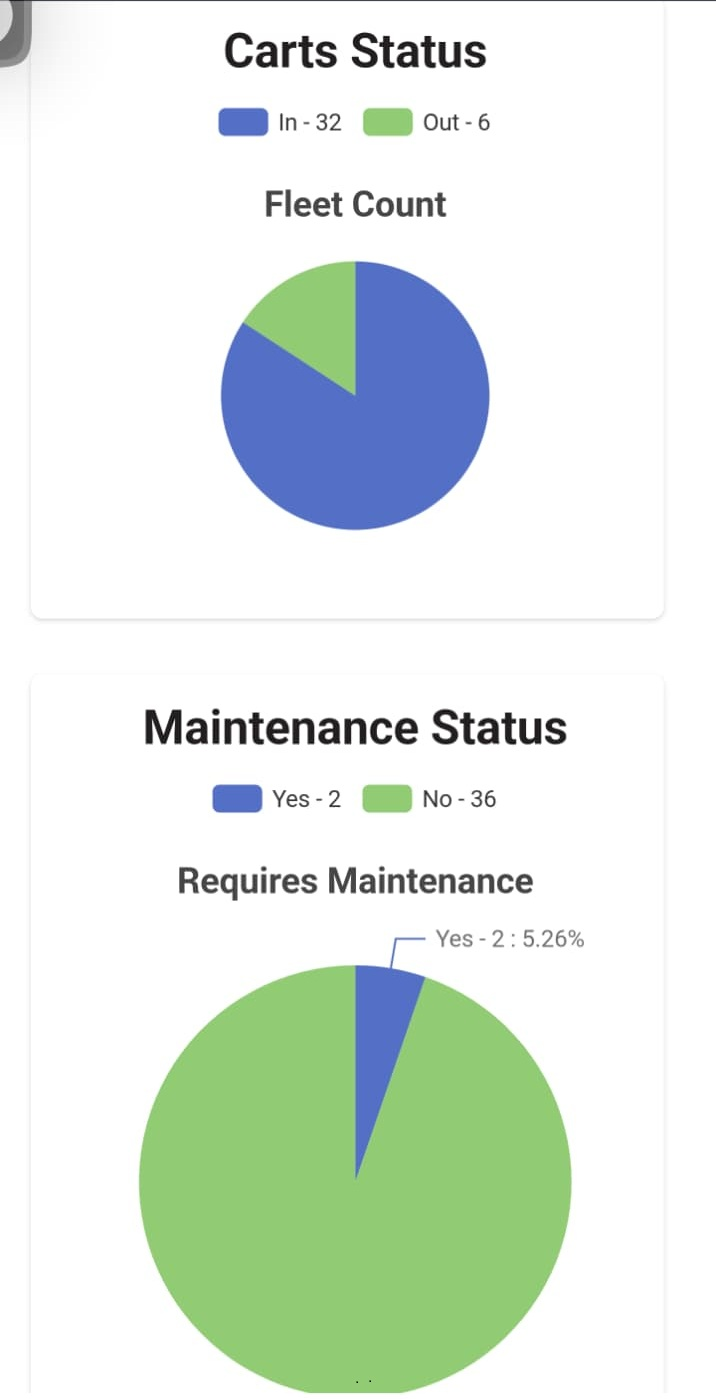 Carts Status
In - 32 Out - 6
Fleet Count
Maintenance Status
Yes - 2 No - 36
Requires Maintenance
Yes - 2 : 5.26%